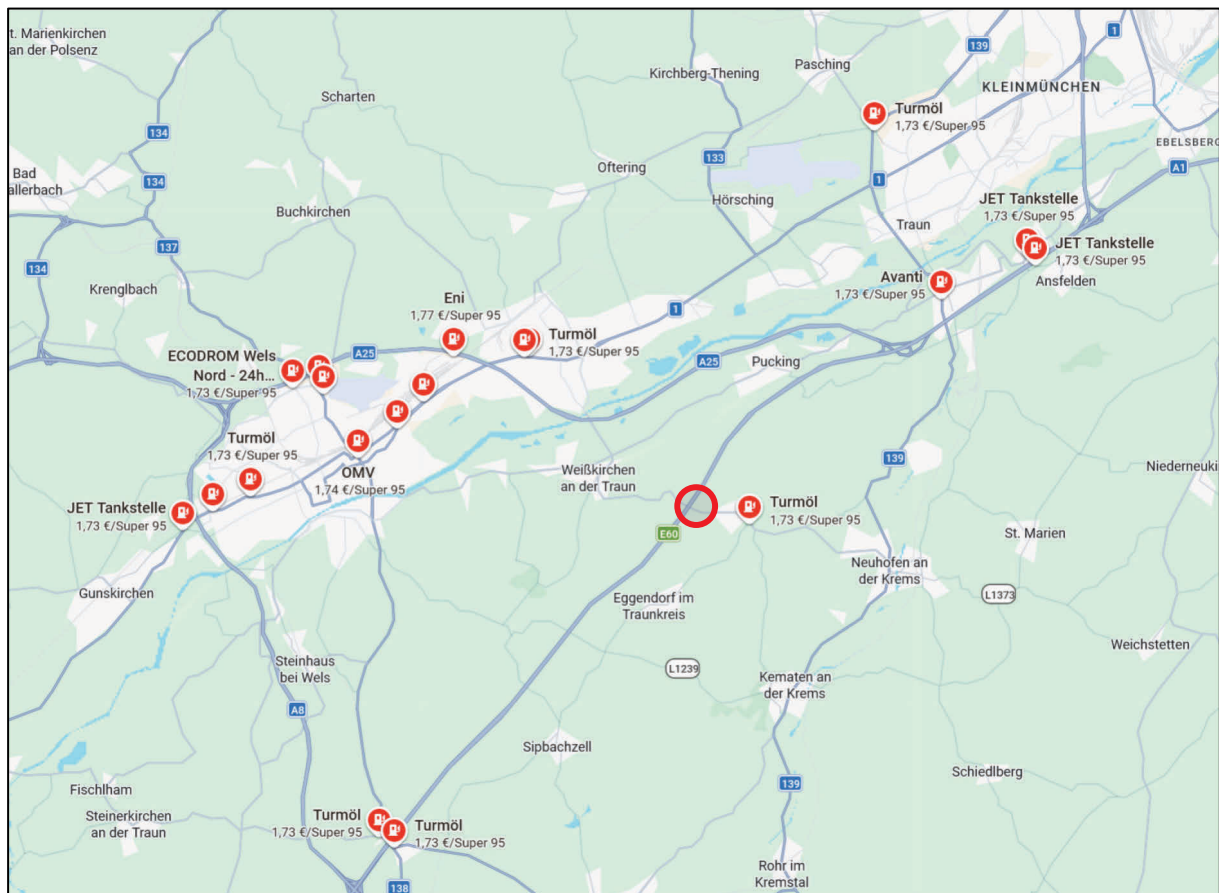 t. Marienkirchen
an der Polsenz
139
1
Pasching
Kirchberg-Thening
KLEINMÜNCHEN
Scharten
Turmöl
1,73 €/Super 95
134
EBELSBERG
133
A1
Oftering
Bad
allerbach
134
1
JET Tankstelle
1,73 €/Super 95
Hörsching
Buchkirchen
Traun
JET Tankstelle
1,73 €/Super 95
137
134
Avanti
1,73 €/Super 95
Ansfelden
Krenglbach
Eni
1,77 €/Super 95
1
Turmöl
1,73 €/Super 95
ECODROM Wels
Nord - 24h...
1,73 €/Super 95
A25
A25
Pucking
Turmöl
1,73 €/Super 95
139
OMV
1,74 €/Super 95
Weißkirchen
an der Traun
Niederneuki
JET Tankstelle
1,73 €/Super 95
Turmöl
1,73 €/Super 95
E60
St. Marien
Neuhofen an
der Krems
Gunskirchen
Eggendorf im
Traunkreis
L1373
Weichstetten
Steinhaus
bei Wels
L1239
Kematen an
der Krems
A8
Sipbachzell
Schiedlberg
139
Fischlham
Steinerkirchen
an der Traun
Turmöl
1,73 €/Super 95
Turmöl
1,73 €/Super 95
Rohr im
Kremstal
138